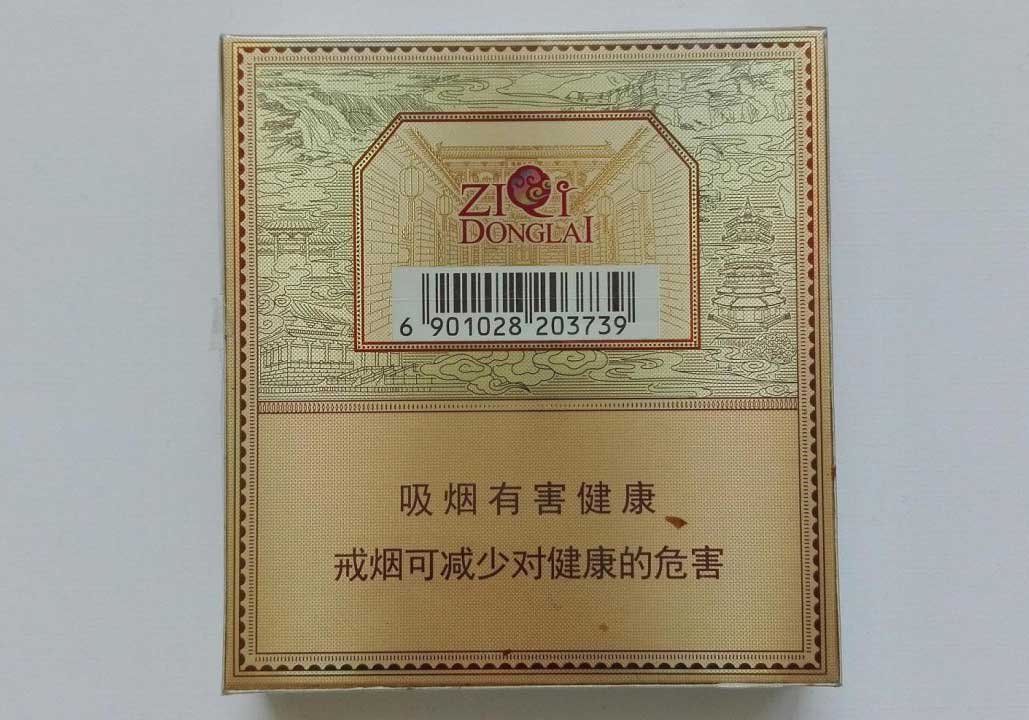 ZIQI
DONGLAI
6 901028 203739
吸烟有害健康
戒烟可减少对健康的危害